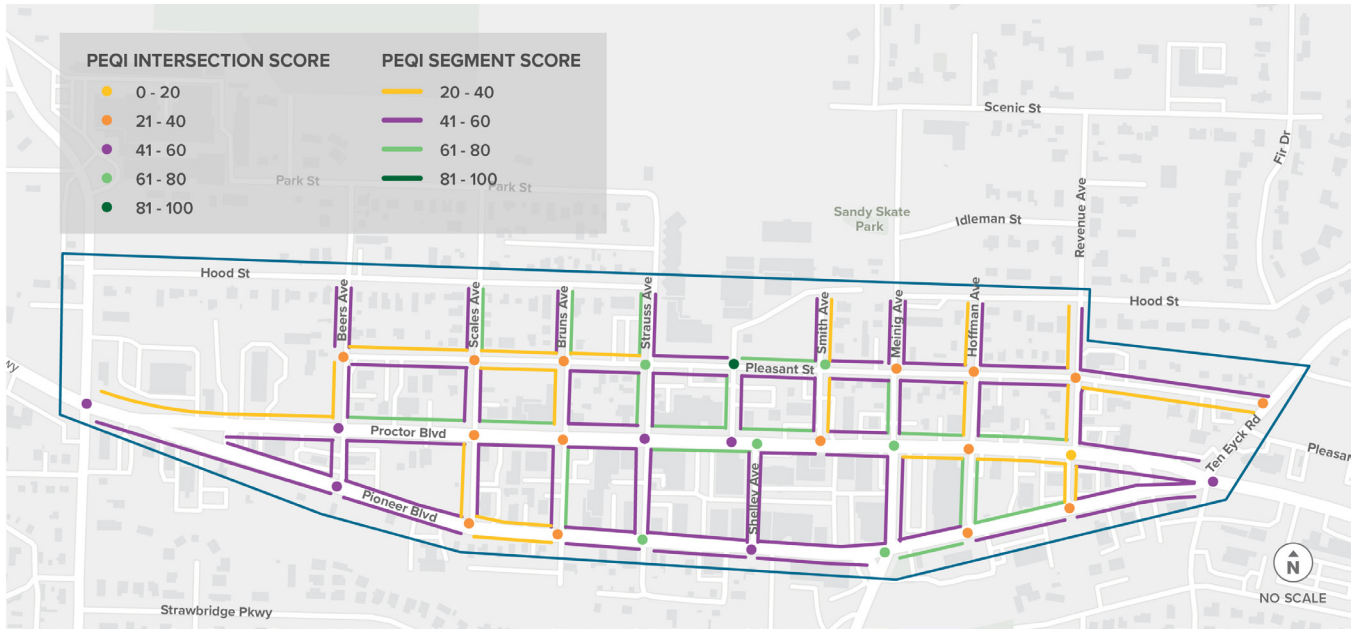 PEQI INTERSECTION SCORE
0 - 20
21 - 40
41 - 60
61 - 80
81 - 100
PEQI SEGMENT SCORE
20 - 40
41 - 60
61 - 80
81 - 100
Scenic St
Fir Dr
Park St
Park St
Sandy Skate
Park
Idleman St
Revenue Ave
Hood St
Hood St
Beers Ave
Scales Ave
Bruns Ave
Strauss Ave
Smith Ave
Meinig Ave
Hoffman Ave
wy
Pleasant St
Proctor Blvd
Ten Eyck Rd
Pleasar
Shelley Ave
Pioneer Blvd
N
NO SCALE
Strawbridge Pkwy